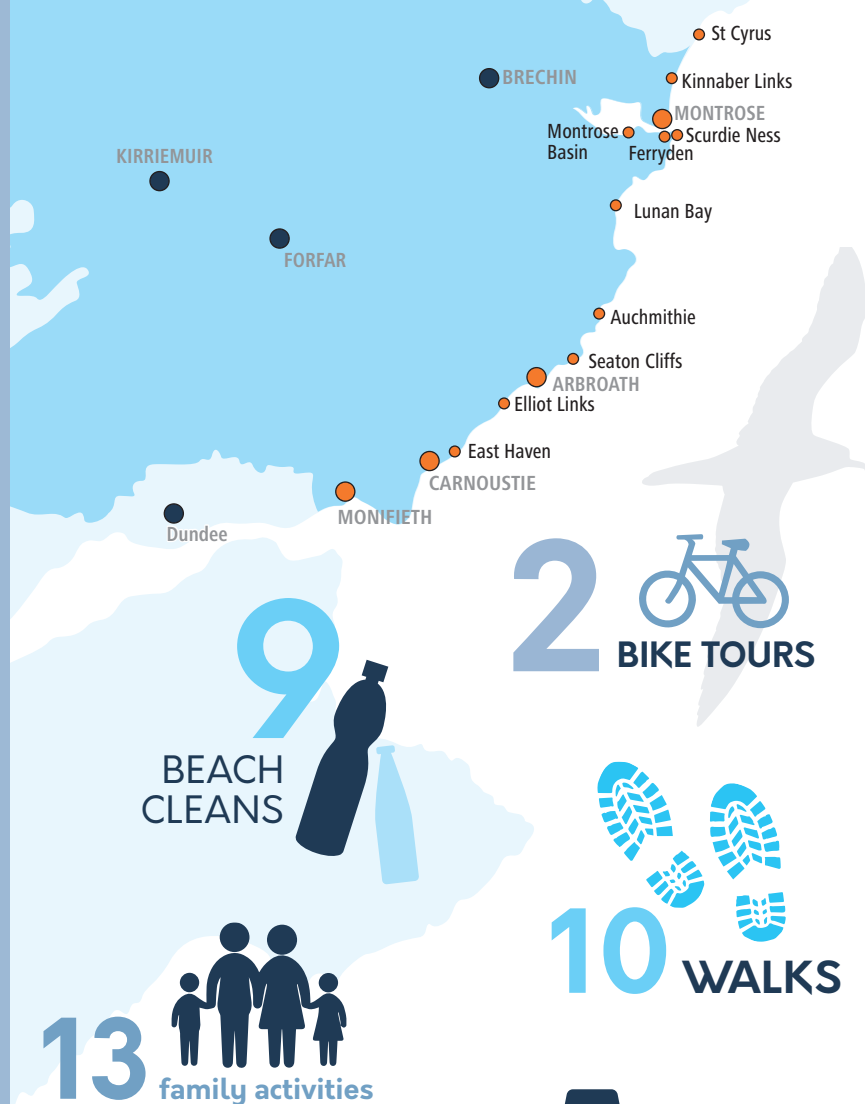 St Cyrus
BRECHIN
Kinnaber Links
MONTROSE
Montrose
Basin
Scurdie Ness
Ferryden
KIRRIEMUIR
Lunan Bay
FORFAR
Auchmithie
Seaton Cliffs
ARBROATH
Elliot Links
East Haven
CARNOUSTIE
MONIFIETH
Dundee
2
BIKE TOURS
9
BEACH
CLEANS
10 WALKS
13 family activities